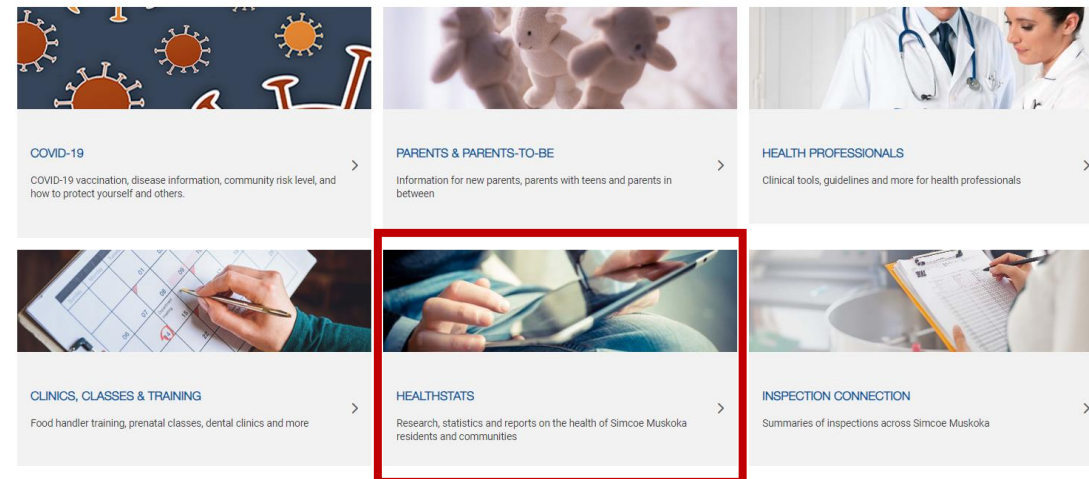 COVID-19
COVID-19 vaccination, disease information, community risk level, and
how to protect yourself and others.
PARENTS & PARENTS-TO-BE
Information for new parents, parents with teens and parents in
between
HEALTH PROFESSIONALS
Clinical tools, guidelines and more for health professionals
CLINICS, CLASSES & TRAINING
Food handler training, prenatal classes, dental clinics and more
HEALTHSTATS
Research, statistics and reports on the health of Simcoe Muskoka
residents and communities
INSPECTION CONNECTION
Summaries of inspections across Simcoe Muskoka